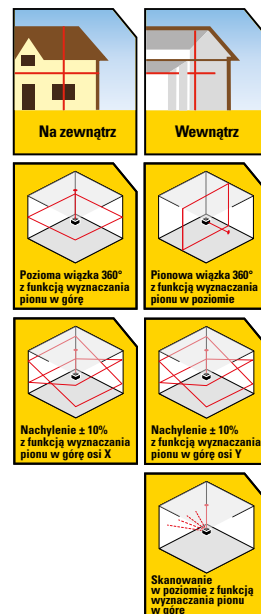 Na zewnątrz
Wewnątrz
Pozioma wiązka 360°
z funkcją wyznaczania
pionu w górę
Pionowa wiązka 360°
z funkcją wyznaczania
pionu w poziomie
Nachylenie ± 10%
z funkcją wyznaczania
pionu w górę osi X
Nachylenie ± 10%
z funkcją wyznaczania
pionu w górę osi Y
Skanowanie
w poziomie z funkcją
wyznaczania pionu
w górę